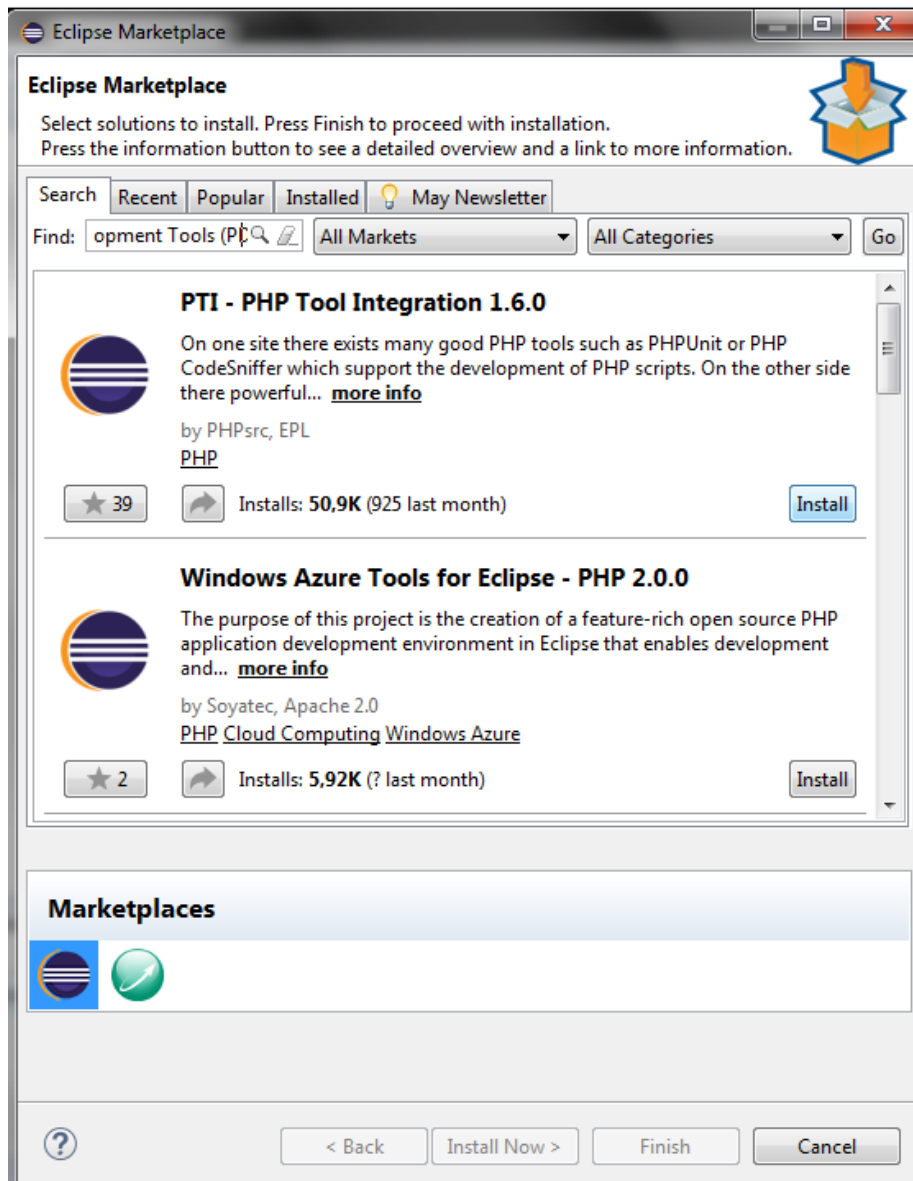 Eclipse Marketplace
Eclipse Marketplace
Select solutions to install. Press Finish to proceed with installation.
Press the information button to see a detailed overview and a link to more information.
Search Recent Popular Installed May Newsletter
Find: opment Tools (P All Markets All Categories Go
PTI - PHP Tool Integration 1.6.0
On one site there exists many good PHP tools such as PHPUnit or PHP
CodeSniffer which support the development of PHP scripts. On the other side
there powerful... more info
by PHPsrc, EPL
PHP
39 Installs: 50,9K (925 last month) Install
Windows Azure Tools for Eclipse - PHP 2.0.0
The purpose of this project is the creation of a feature-rich open source PHP
application development environment in Eclipse that enables development
and... more info
by Soyatec, Apache 2.0
PHP Cloud Computing Windows Azure
2 Installs: 5,92K (? last month) Install
Marketplaces
? < Back Install Now > Finish Cancel